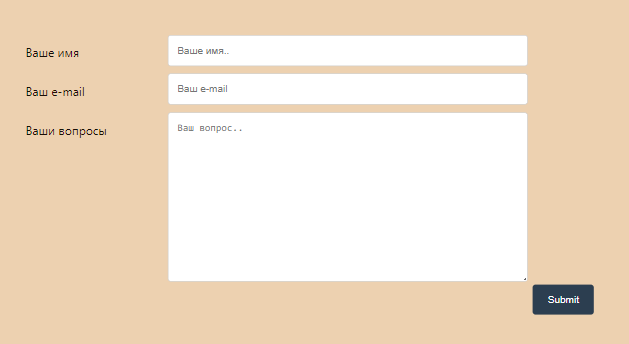 Ваше имя
Ваше имя..
Ваш e-mail
Ваш e-mail
Ваши вопросы
Ваш вопрос..
Submit